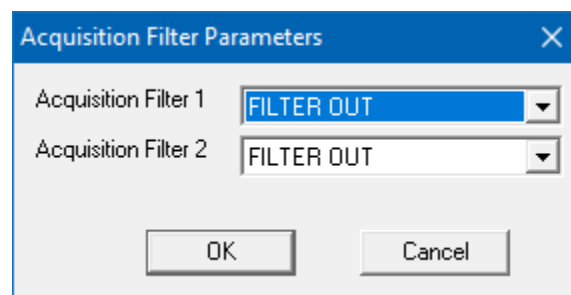 Acquisition Filter Parameters
Acquisition Filter 1 FILTER OUT
Acquisition Filter 2 FILTER OUT
OK Cancel